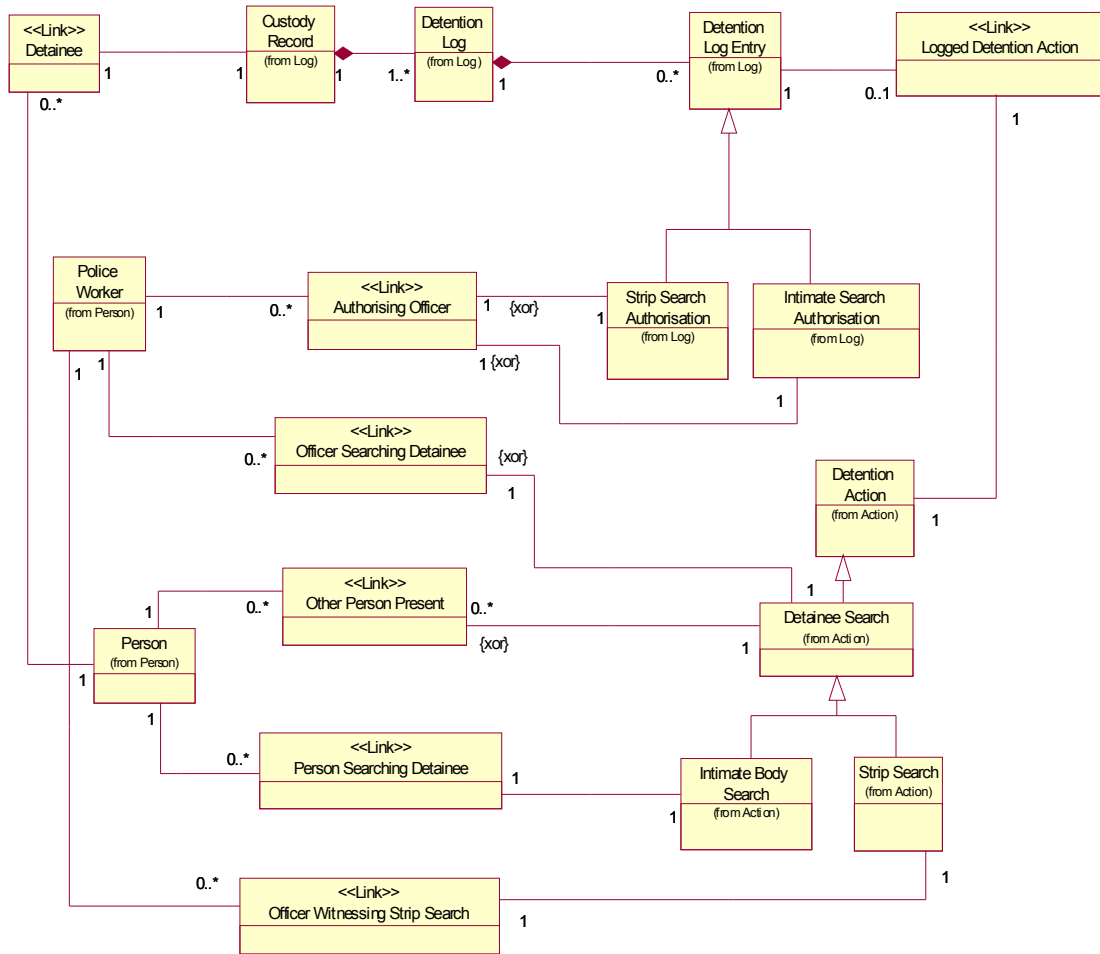 <<Link>>
Detainee
Custody
Record
(from Log)
Detention
Log
(from Log)
Detention
Log Entry
(from Log)
<<Link>>
Logged Detention Action
1
1
1
1..*
1
0..*
1
0..1
0..*
1
Police
Worker
(from Person)
<<Link>>
Authorising Officer
Strip Search
Authorisation
(from Log)
Intimate Search
Authorisation
(from Log)
1
0..*
1
{xor}
1
1
{xor}
1
1
1
<<Link>>
Officer Searching Detainee
0..*
{xor}
1
Detention
Action
(from Action)
1
<<Link>>
Other Person Present
1
0..*
0..*
{xor}
1
1
Detainee Search
(from Action)
Person
(from Person)
1
1
<<Link>>
Person Searching Detainee
0..*
1
1
Intimate Body
Search
(from Action)
Strip Search
(from Action)
0..*
<<Link>>
Officer Witnessing Strip Search
1
1